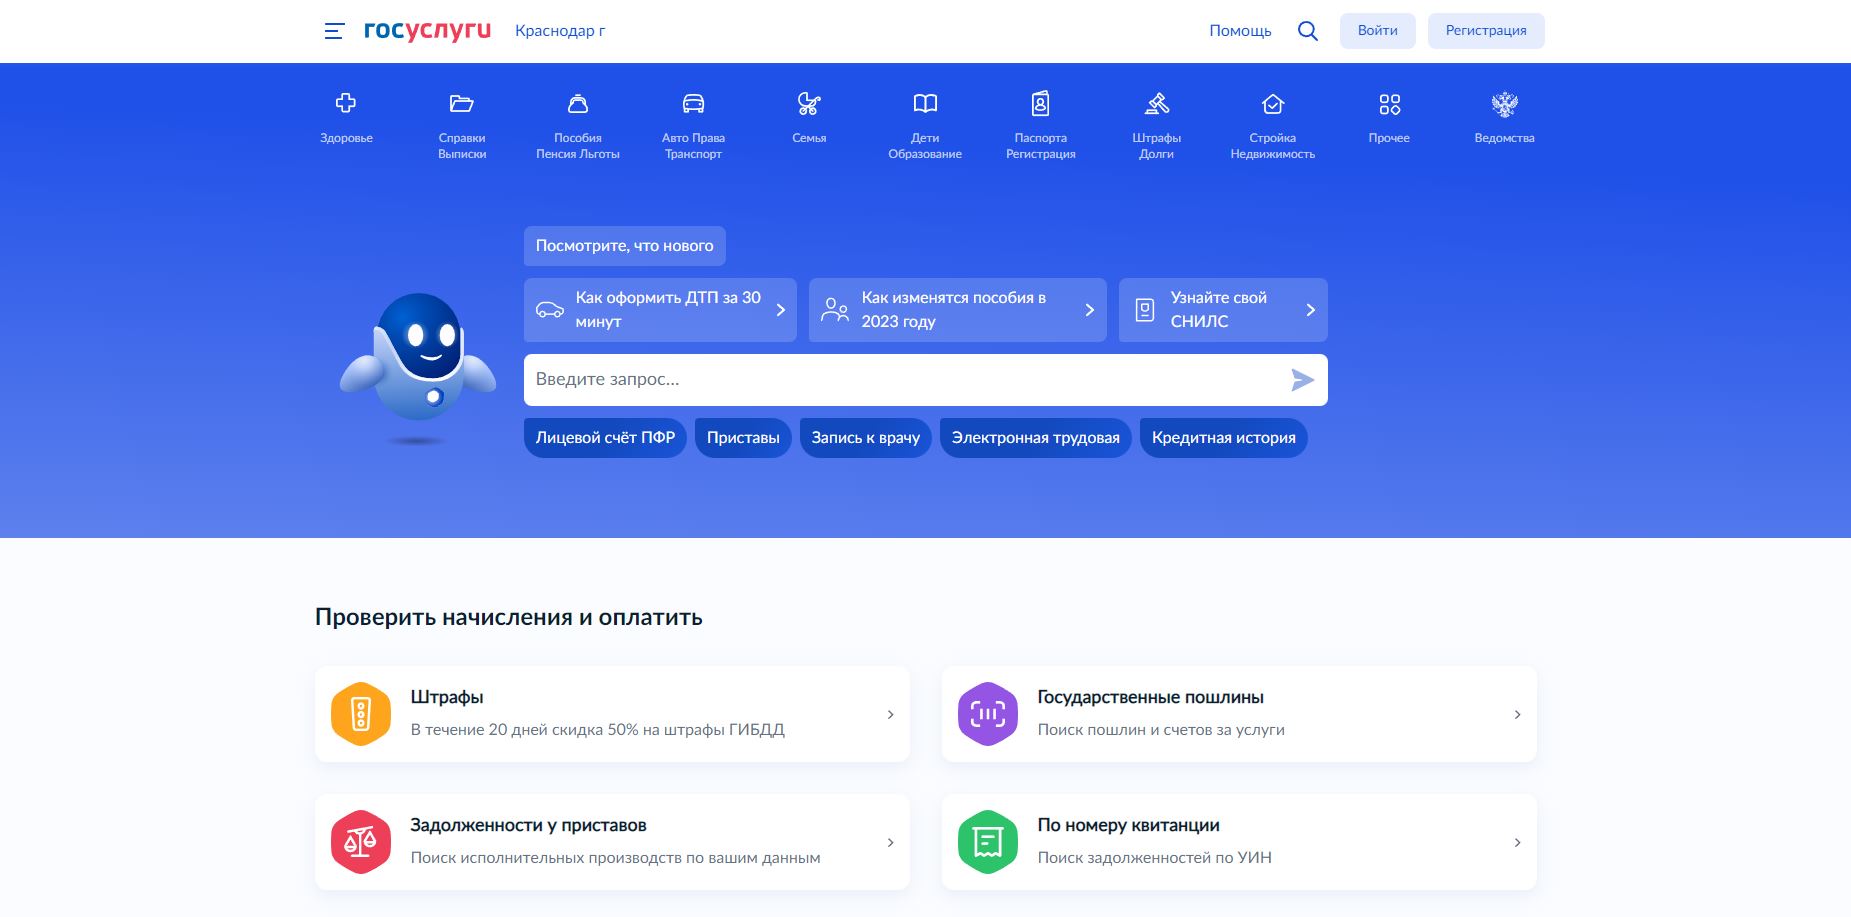 госуслуги
Краснодар г
Помощь
Войти
Регистрация
Здоровье
Справки
Выписки
Пособия
Пенсия Льготы
Авто Права
Транспорт
Семья
Дети
Образование
Паспорта
Регистрация
Штрафы
Долги
Стройка
Недвижимость
Прочее
Ведомства
Посмотрите, что нового
Как оформить ДТП за 30
минут
Как изменятся пособия в
2023 году
Узнайте свой
СНИЛС
Введите запрос...
Лицевой счёт ПФР
Приставы
Запись к врачу
Электронная трудовая
Кредитная история
Проверить начисления и оплатить
Штрафы
В течение 20 дней скидка 50% на штрафы ГИБДД
Государственные пошлины
Поиск пошлин и счетов за услуги
Задолженности у приставов
Поиск исполнительных производств по вашим данным
По номеру квитанции
Поиск задолженностей по УИН